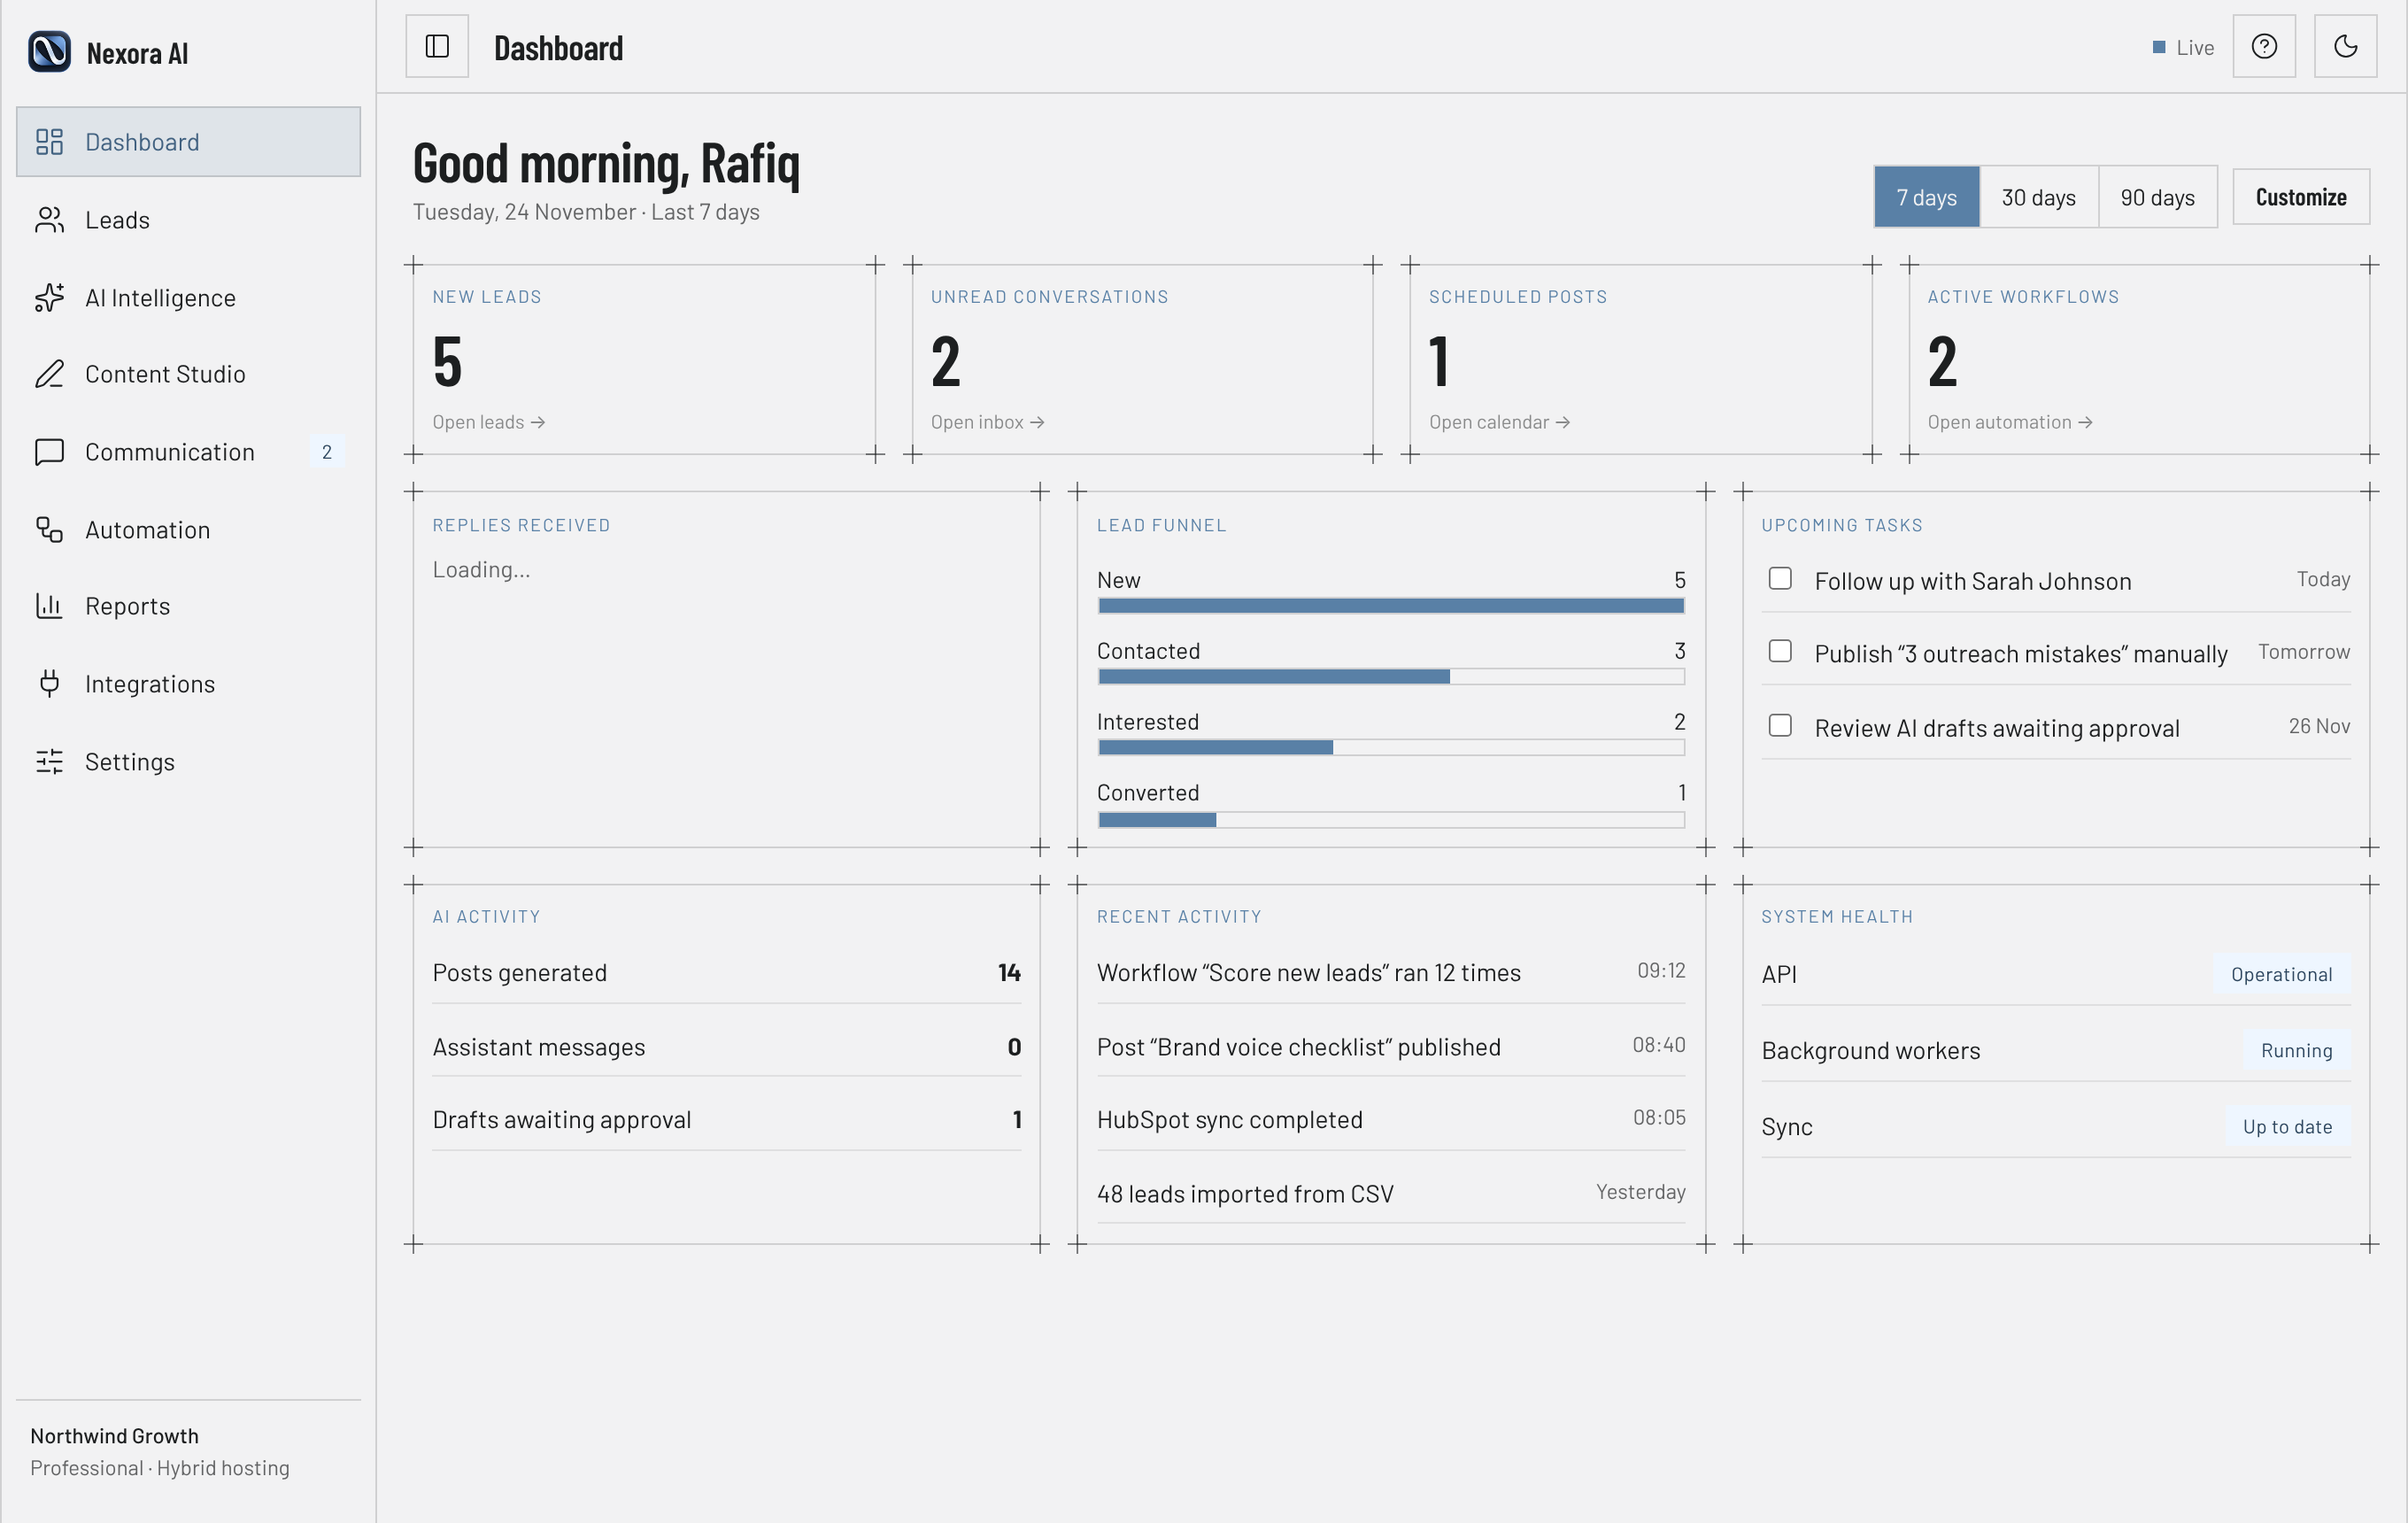 Nexora AI
Dashboard
Leads
AI Intelligence
Content Studio
Communication 2
Automation
Reports
Integrations
Settings
Northwind Growth
Professional · Hybrid hosting
Dashboard
Live
Good morning, Rafiq
Tuesday, 24 November · Last 7 days
7 days 30 days 90 days Customize
NEW LEADS
5
Open leads →
UNREAD CONVERSATIONS
2
Open inbox →
SCHEDULED POSTS
1
Open calendar →
ACTIVE WORKFLOWS
2
Open automation →
REPLIES RECEIVED
Loading...
LEAD FUNNEL
New 5
Contacted 3
Interested 2
Converted 1
UPCOMING TASKS
Follow up with Sarah Johnson Today
Publish “3 outreach mistakes” manually Tomorrow
Review AI drafts awaiting approval 26 Nov
AI ACTIVITY
Posts generated 14
Assistant messages 0
Drafts awaiting approval 1
RECENT ACTIVITY
Workflow “Score new leads” ran 12 times 09:12
Post “Brand voice checklist” published 08:40
HubSpot sync completed 08:05
48 leads imported from CSV Yesterday
SYSTEM HEALTH
API Operational
Background workers Running
Sync Up to date